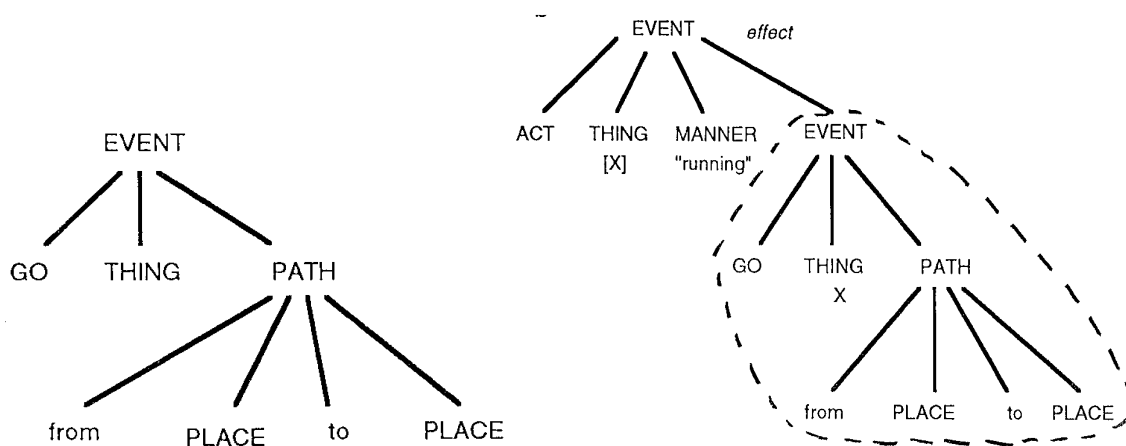 EVENT
GO THING PATH
from PLACE to PLACE
EVENT effect
ACT THING MANNER EVENT
[X] "running"
GO THING PATH
X
from PLACE to PLACE